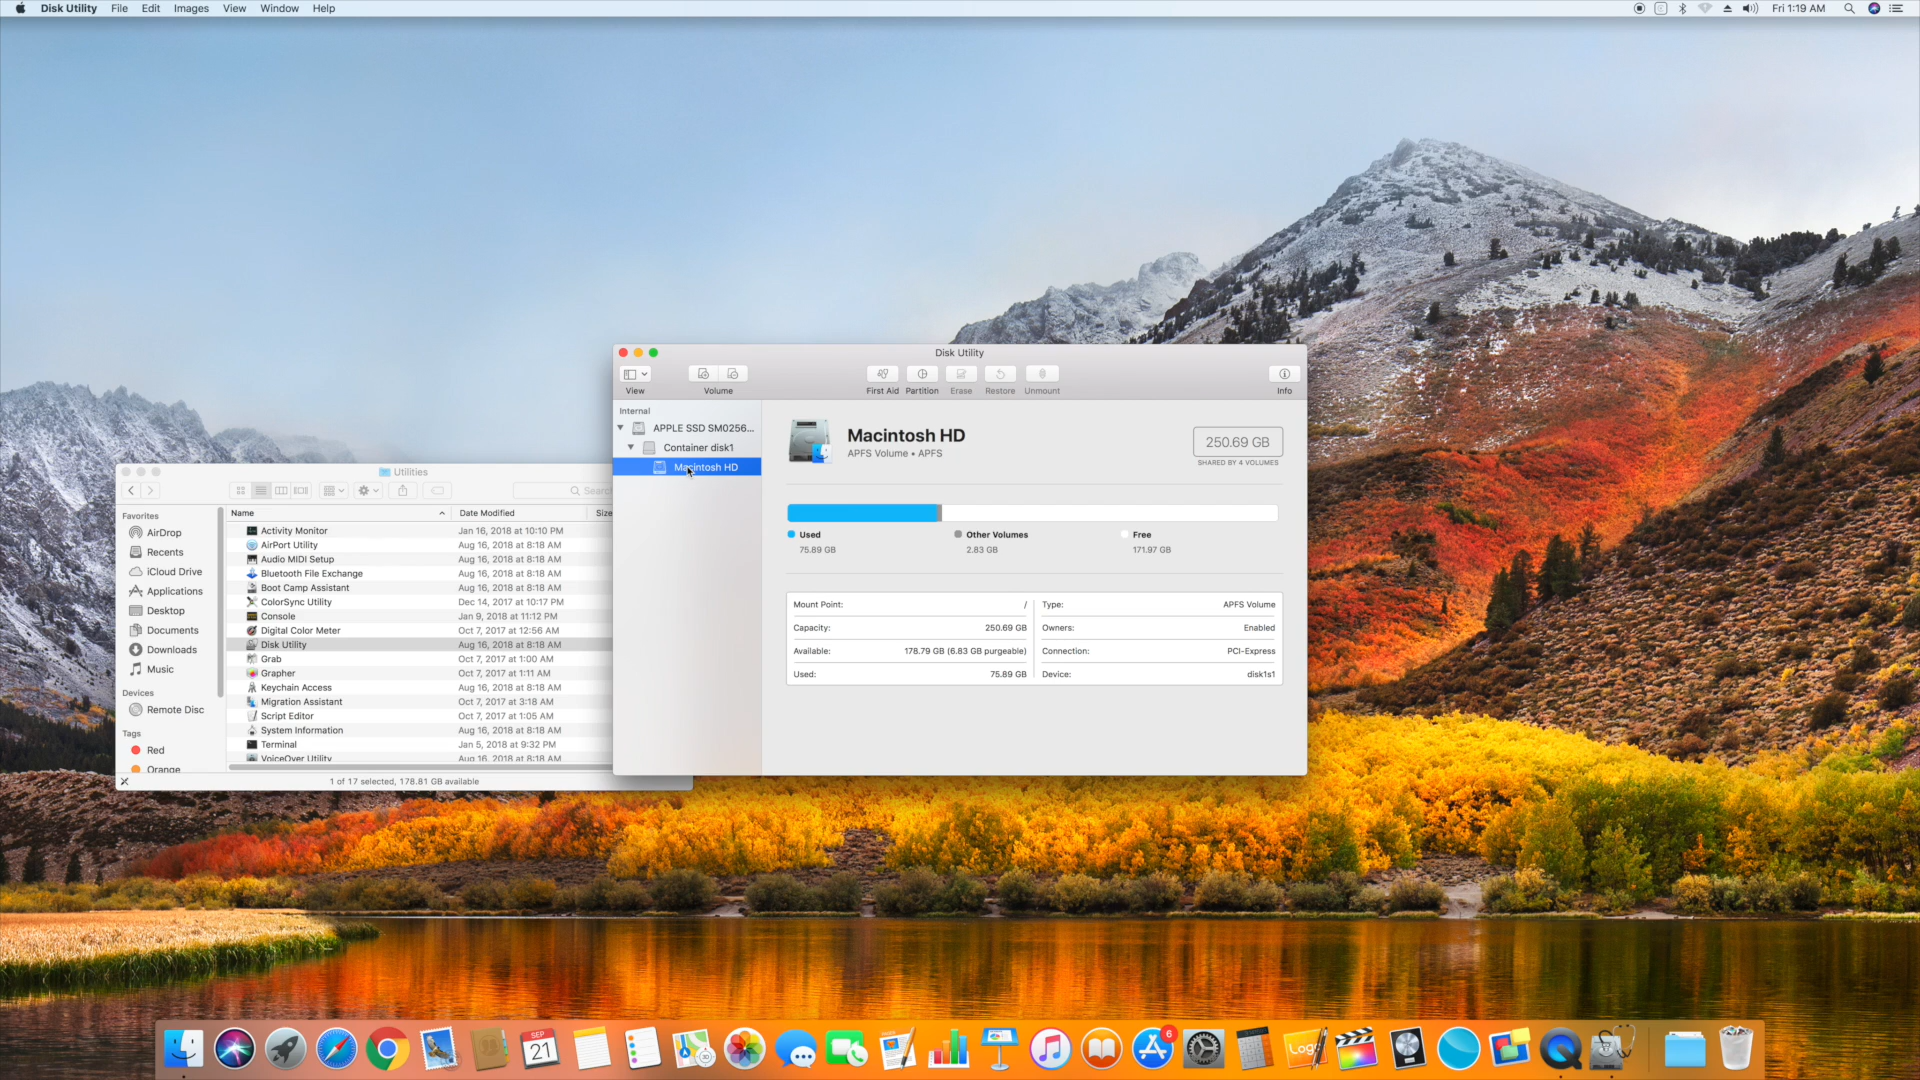 Disk Utility File Edit Images View Window Help
Fri 1:19 AM
Disk Utility
View
Volume
First Aid Partition Erase Restore Unmount
Info
Internal
APPLE SSD SM0256...
Container disk1
Macintosh HD
Macintosh HD
APFS Volume • APFS
250.69 GB
SHARED BY 4 VOLUMES
Used
75.89 GB
Other Volumes
2.83 GB
Free
171.97 GB
Mount Point: /
Type: APFS Volume
Capacity: 250.69 GB
Owners: Enabled
Available: 178.79 GB (6.83 GB purgeable)
Connection: PCI-Express
Used: 75.89 GB
Device: disk1s1
Utilities
Search
Favorites
AirDrop
Recents
iCloud Drive
Applications
Desktop
Documents
Downloads
Music
Devices
Remote Disc
Tags
Red
Orange
Name Date Modified Size
Activity Monitor Jan 16, 2018 at 10:10 PM
AirPort Utility Aug 16, 2018 at 8:18 AM
Audio MIDI Setup Aug 16, 2018 at 8:18 AM
Bluetooth File Exchange Aug 16, 2018 at 8:18 AM
Boot Camp Assistant Aug 16, 2018 at 8:18 AM
ColorSync Utility Dec 14, 2017 at 10:17 PM
Console Jan 9, 2018 at 11:12 PM
Digital Color Meter Oct 7, 2017 at 12:56 AM
Disk Utility Aug 16, 2018 at 8:18 AM
Grab Oct 7, 2017 at 1:00 AM
Grapher Oct 7, 2017 at 1:11 AM
Keychain Access Aug 16, 2018 at 8:18 AM
Migration Assistant Oct 7, 2017 at 3:18 AM
Script Editor Oct 7, 2017 at 1:05 AM
System Information Aug 16, 2018 at 8:18 AM
Terminal Jan 5, 2018 at 9:32 PM
VoiceOver Utility Aug 16, 2018 at 8:18 AM
1 of 17 selected, 178.81 GB available
SEP
21
6